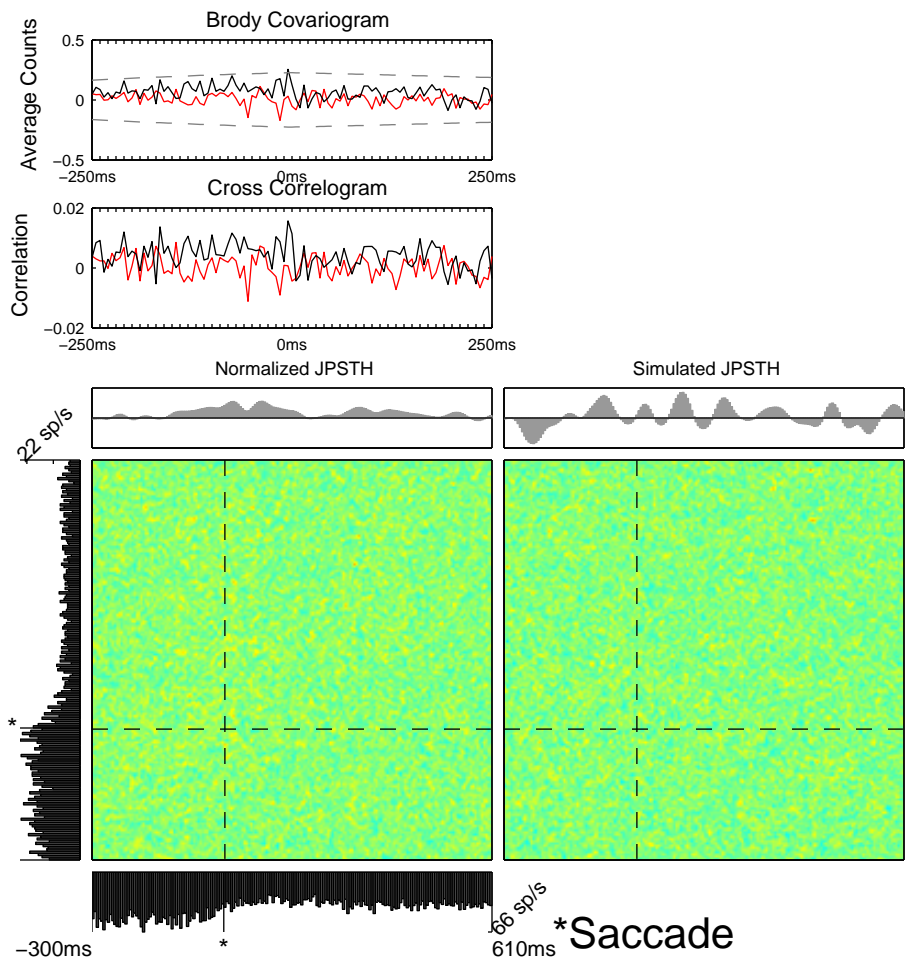 Brody Covariogram
Average Counts
0.5
0
−0.5
−250ms
0ms
250ms
Cross Correlogram
Correlation
0.02
0
−0.02
−250ms
0ms
250ms
Normalized JPSTH
Simulated JPSTH
22 sp/s
*
*
66 sp/s
−300ms
610ms
*Saccade